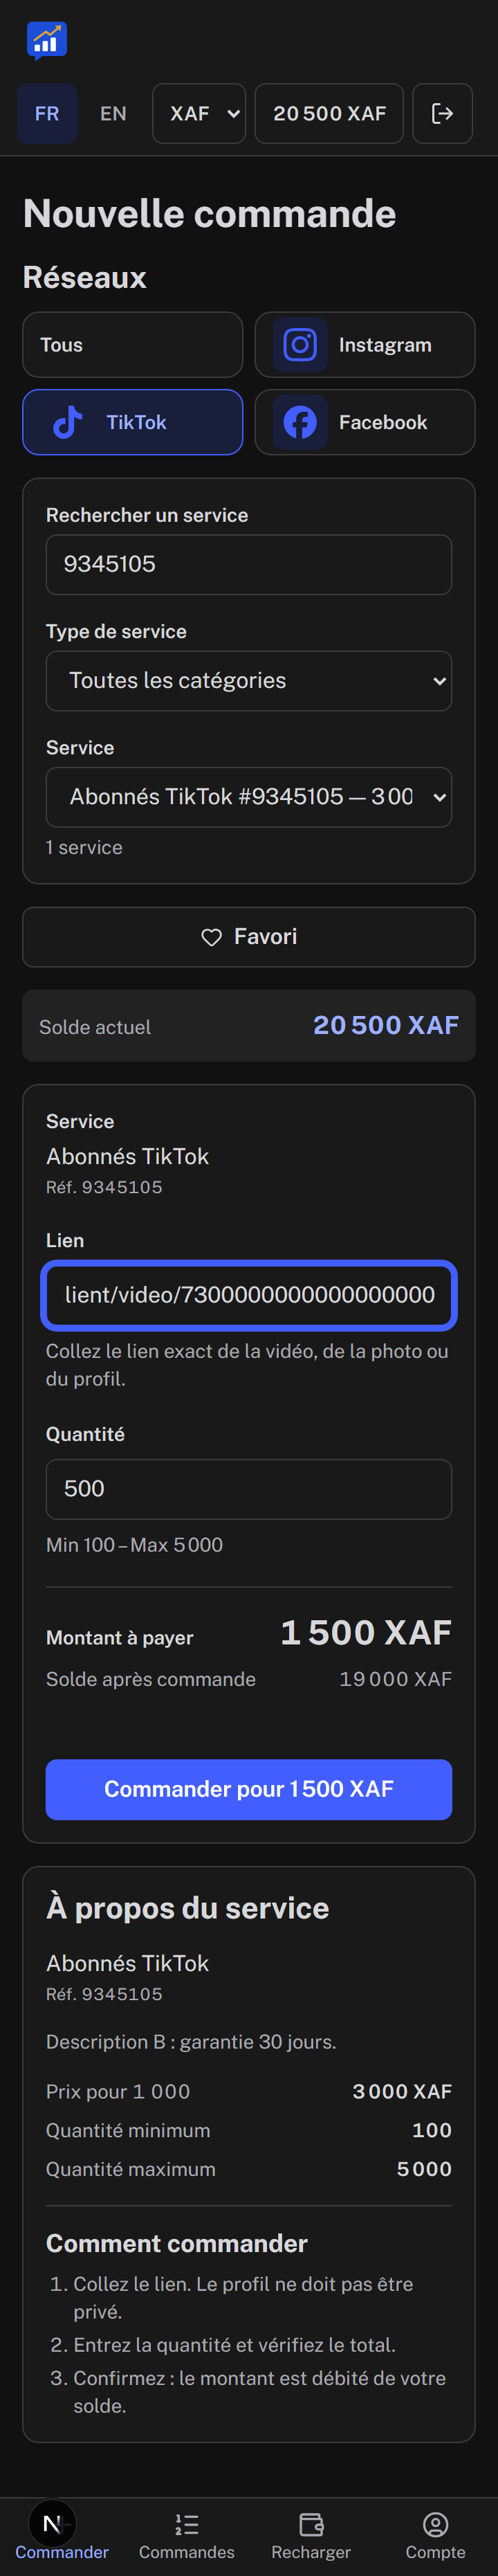 FR EN XAF 20 500 XAF
Nouvelle commande
Réseaux
Tous
Instagram
TikTok
Facebook
Rechercher un service
9345105
Type de service
Toutes les catégories
Service
Abonnés TikTok #9345105 — 3 00
1 service
Favori
Solde actuel 20 500 XAF
Service
Abonnés TikTok
Réf. 9345105
Lien
lient/video/7300000000000000000
Collez le lien exact de la vidéo, de la photo ou
du profil.
Quantité
500
Min 100 – Max 5 000
Montant à payer 1 500 XAF
Solde après commande 19 000 XAF
Commander pour 1 500 XAF
À propos du service
Abonnés TikTok
Réf. 9345105
Description B : garantie 30 jours.
Prix pour 1 000 3 000 XAF
Quantité minimum 100
Quantité maximum 5 000
Comment commander
1. Collez le lien. Le profil ne doit pas être
privé.
2. Entrez la quantité et vérifiez le total.
3. Confirmez : le montant est débité de votre
solde.
N
Commander Commandes Recharger Compte